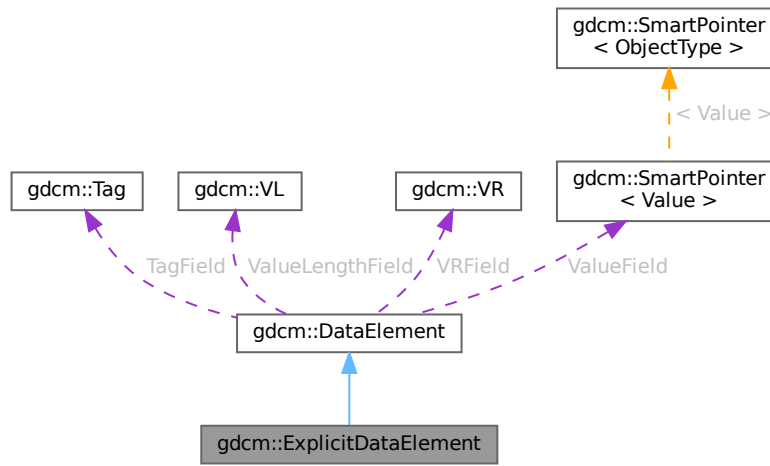 gdcm::SmartPointer
< ObjectType >
< Value >
gdcm::Tag
gdcm::VL
gdcm::VR
gdcm::SmartPointer
< Value >
TagField
ValueLengthField
VRField
ValueField
gdcm::DataElement
gdcm::ExplicitDataElement